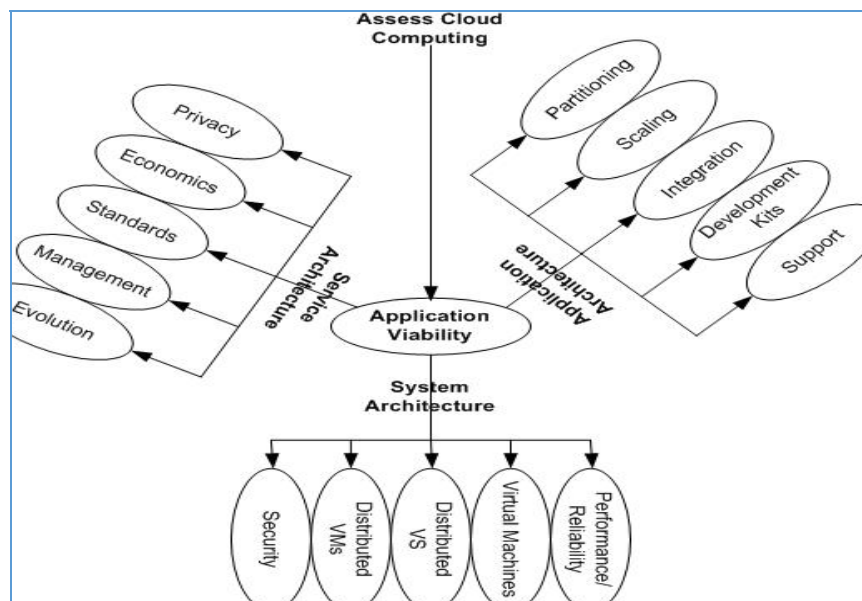 Assess Cloud
Computing
Privacy
Economics
Standards
Management
Evolution
Service
Architecture
Partitioning
Scaling
Integration
Development
Kits
Support
Application
Architecture
Application
Viability
System
Architecture
Security
Distributed
VMs
Distributed
VS
Virtual Machines
Performance/
Reliability